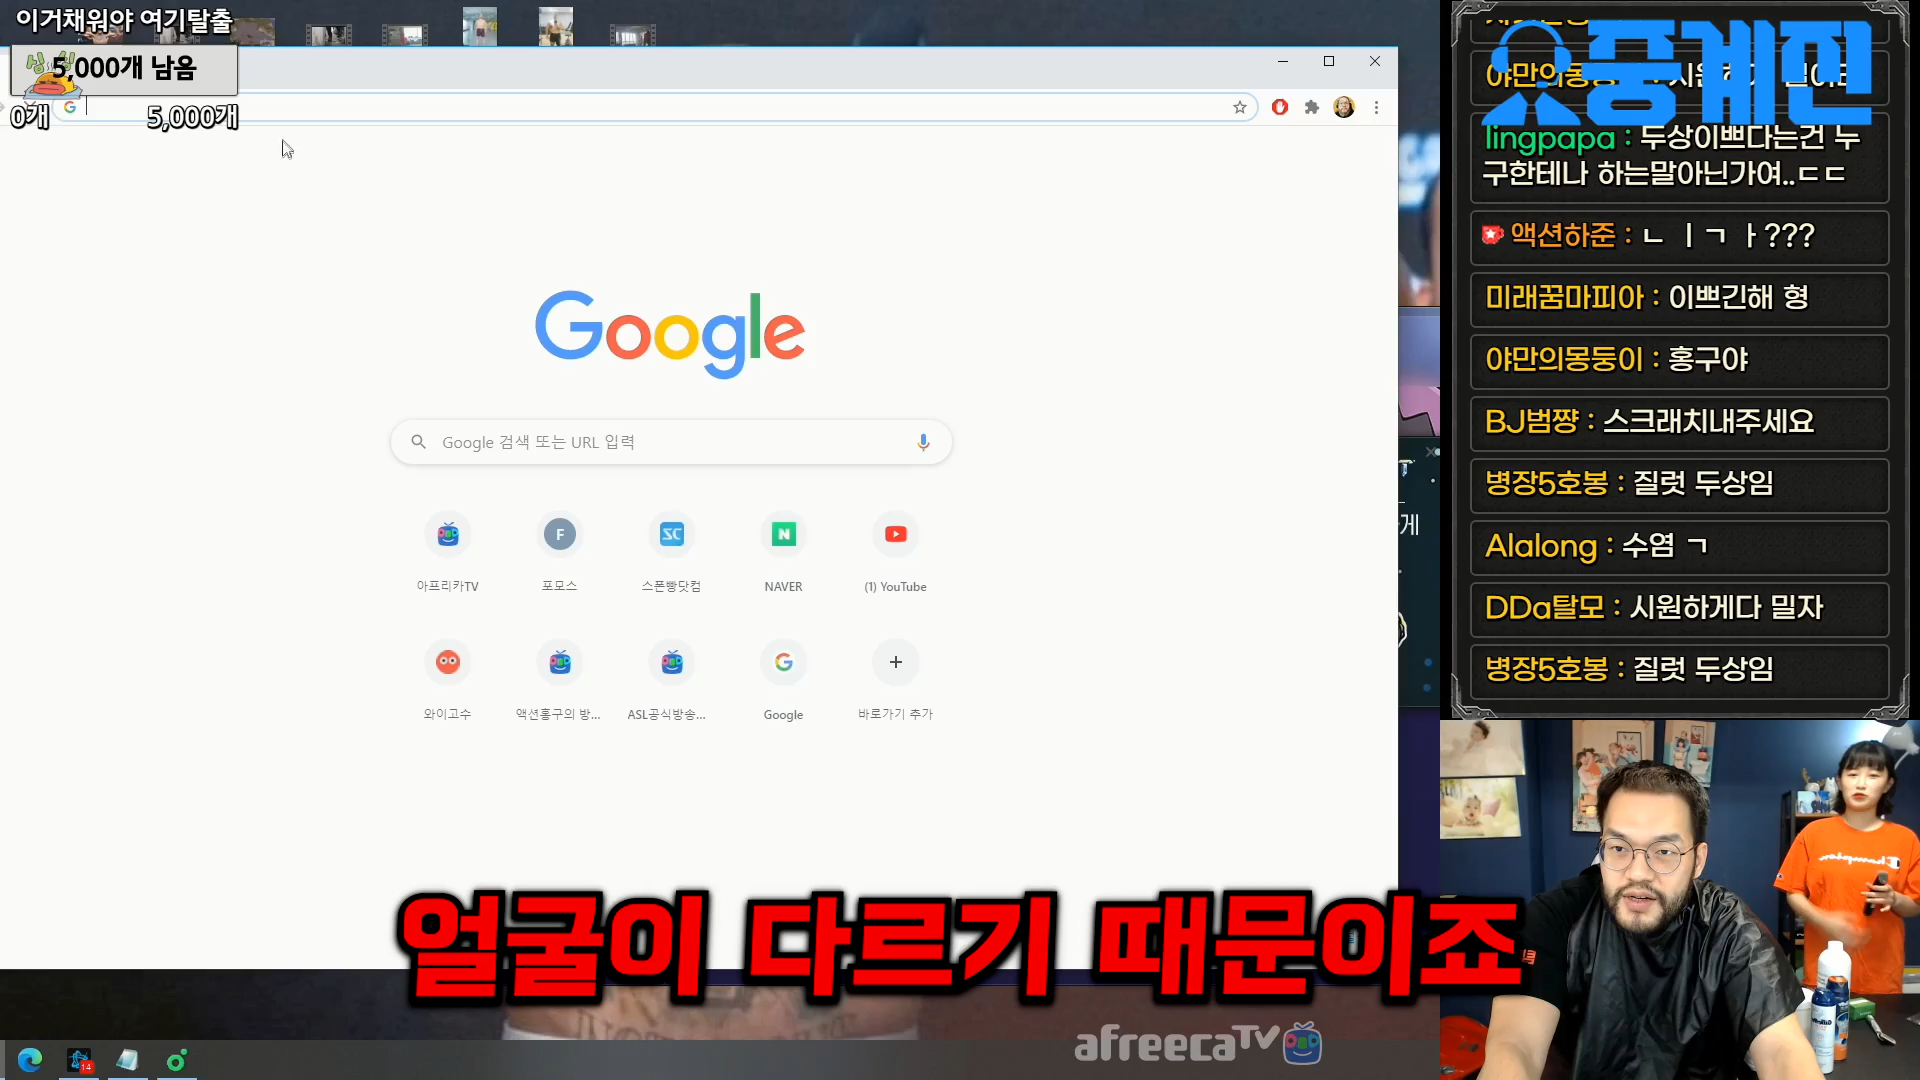 이거채워야 여기탈출
5,000개 남음
0개 5,000개
Google
Google 검색 또는 URL 입력
아프리카TV
F
포모스
SC
스폰빵닷컴
N
NAVER
(1) YouTube
와이고수
액션홍구의 방...
ASL공식방송...
Google
바로가기 추가
중계진
lingpapa : 두상이쁘다는건 누
구한테나 하는말아닌가여..ㄷㄷ
액션하준 : ㄴ ㅣㄱ ㅏ???
미래꿈마피아 : 이쁘긴해 형
야만의몽둥이 : 홍구야
BJ범쨩 : 스크래치내주세요
병장5호봉 : 질럿 두상임
Alalong : 수염 ㄱ
DDa탈모 : 시원하게다 밀자
병장5호봉 : 질럿 두상임
얼굴이 다르기 때문이죠
afreecaTV
14
Champion